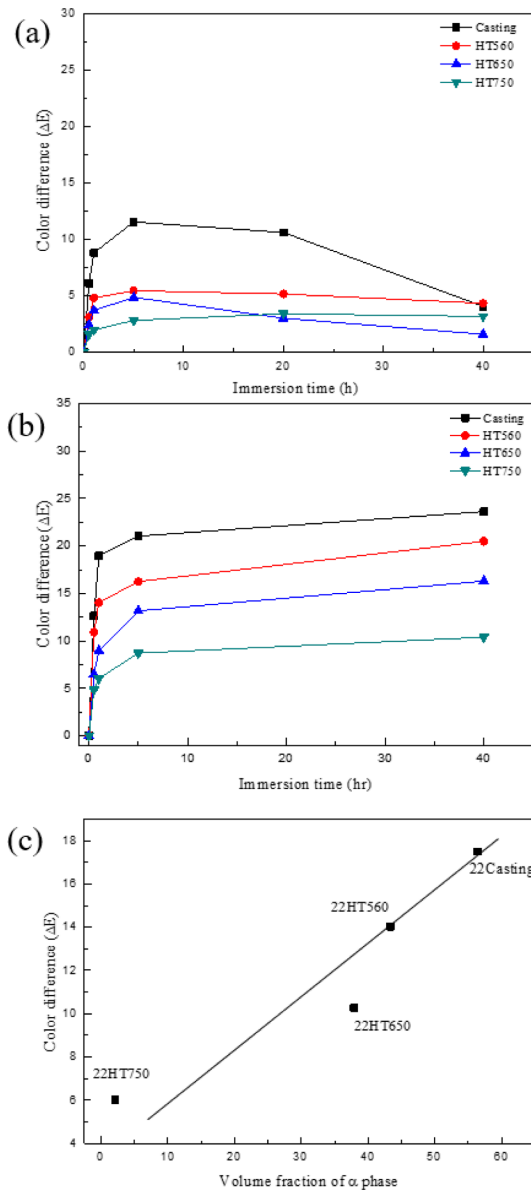 (a)
30
25
20
15
10
5
0
Color difference (ΔE)
Casting
HT560
HT650
HT750
0 10 20 30 40
Immersion time (h)
(b)
35
30
25
20
15
10
5
0
Color difference (ΔE)
Casting
HT560
HT650
HT750
0 10 20 30 40
Immersion time (hr)
(c)
18
16
14
12
10
8
6
4
Color difference (ΔE)
22Casting
22HT560
22HT650
22HT750
0 10 20 30 40 50 60
Volume fraction of α phase